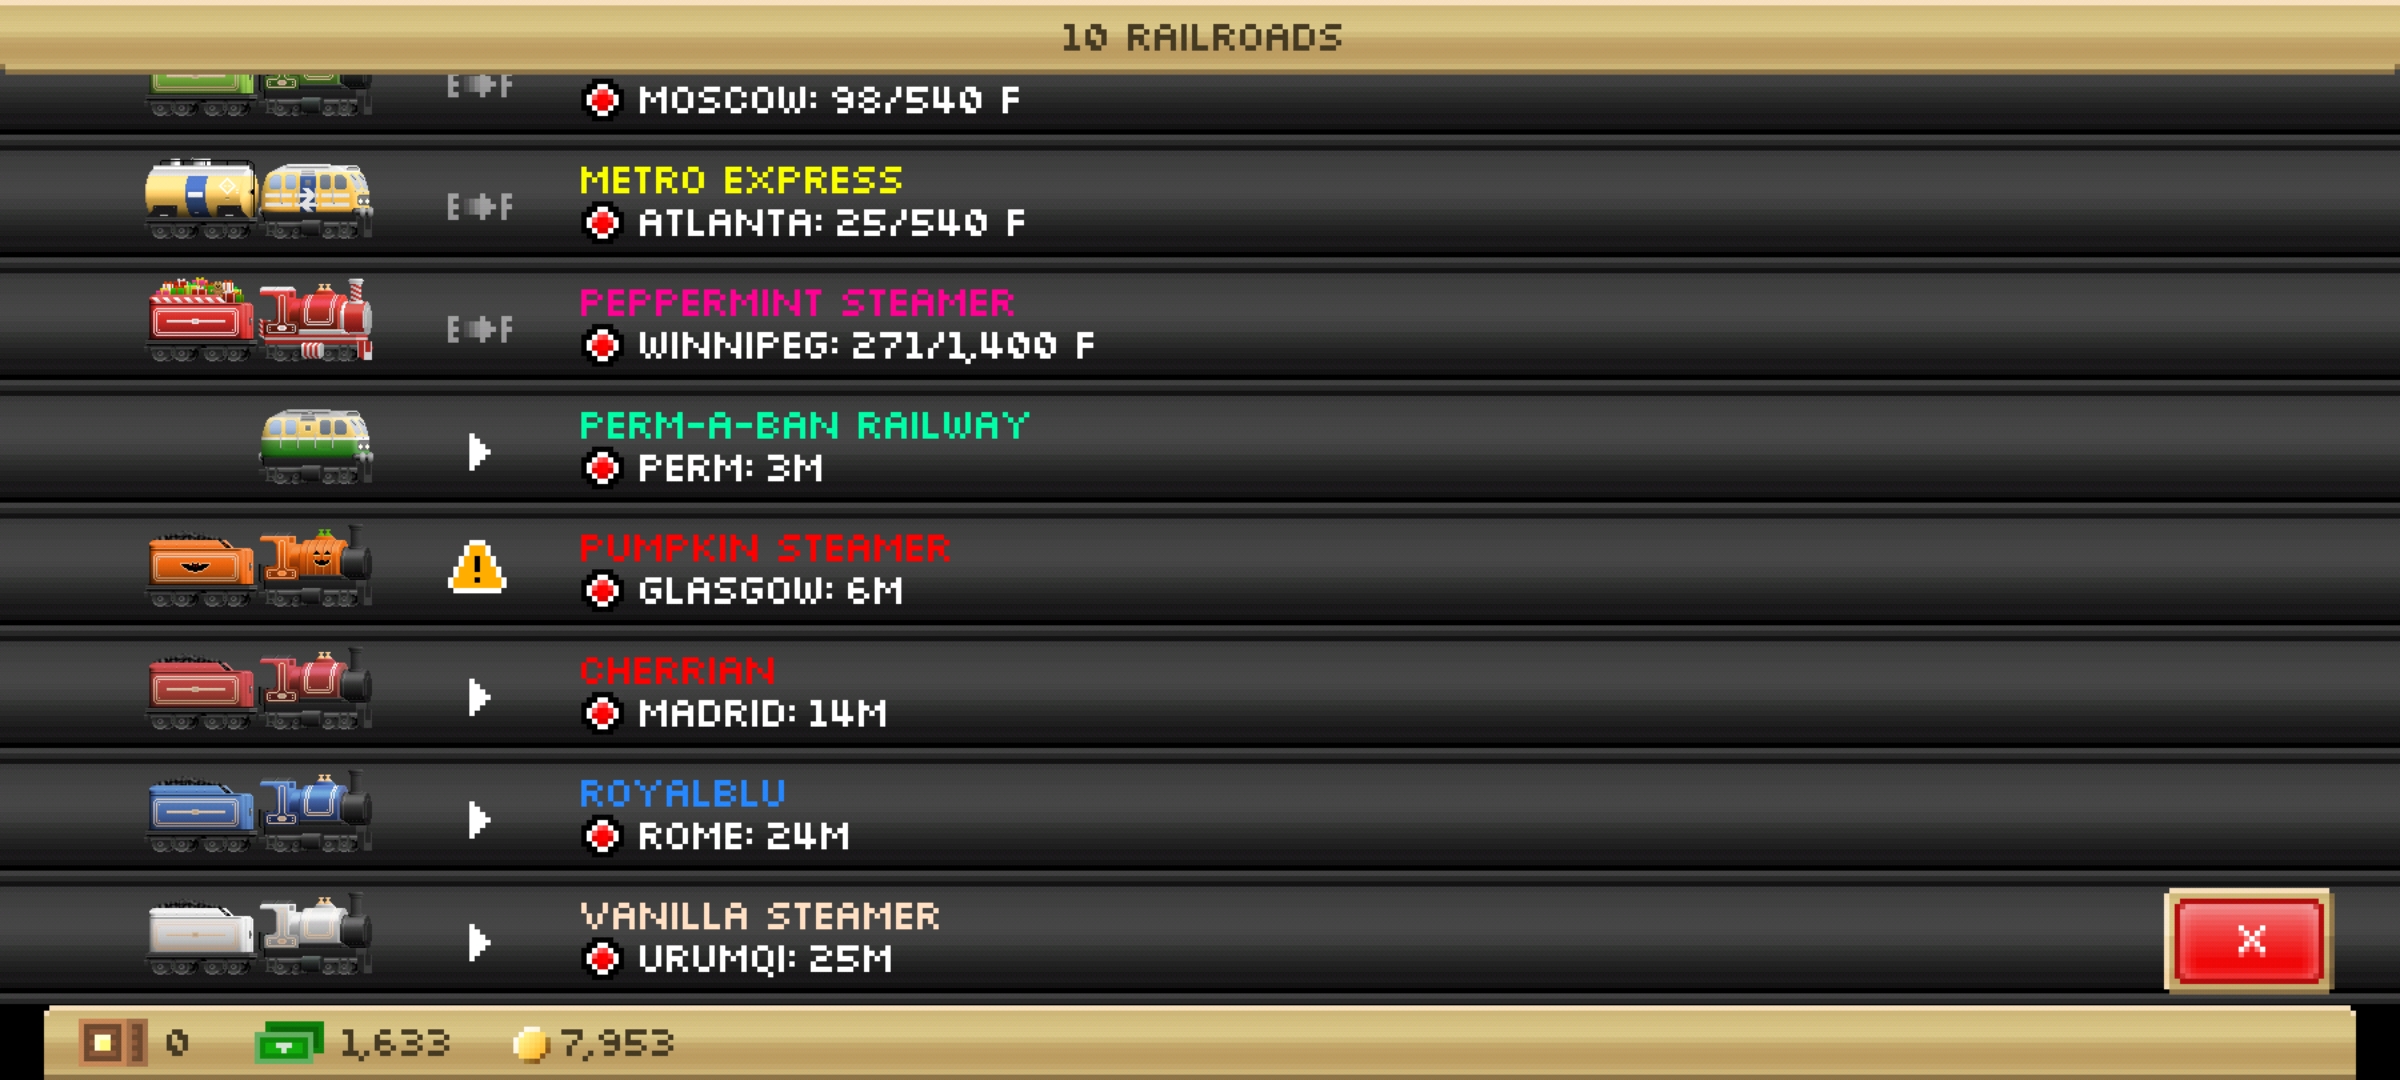 10 RAILROADS
E F
MOSCOW: 98/540 F
METRO EXPRESS
E F
ATLANTA: 25/540 F
PEPPERMINT STEAMER
E F
WINNIPEG: 271/1,400 F
PERM-A-BAN RAILWAY
PERM: 3M
PUMPKIN STEAMER
GLASGOW: 6M
CHERRIAN
MADRID: 14M
ROYALBLU
ROME: 24M
VANILLA STEAMER
URUMQI: 25M
X
0 1,633 7,953